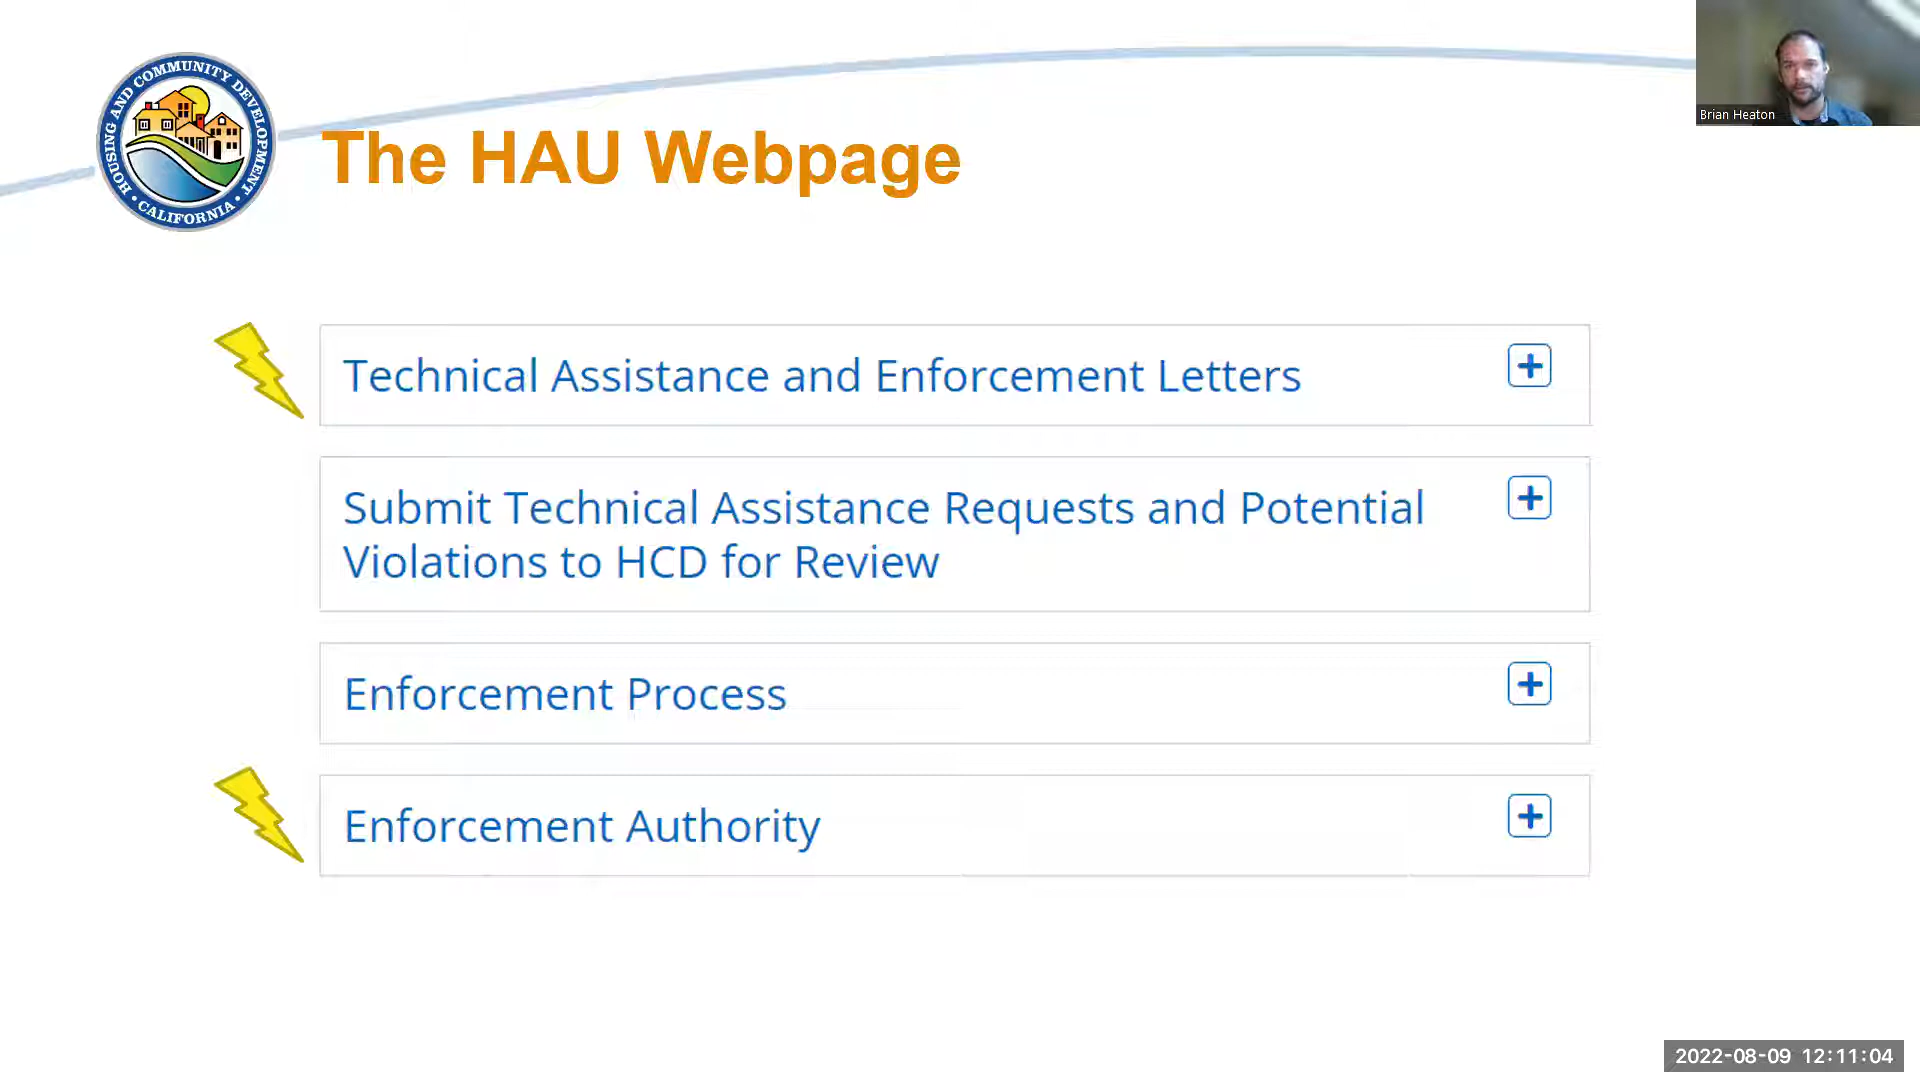 HOUSING AND COMMUNITY DEVELOPMENT
• CALIFORNIA •
The HAU Webpage
Brian Heaton
Technical Assistance and Enforcement Letters
Submit Technical Assistance Requests and Potential
Violations to HCD for Review
Enforcement Process
Enforcement Authority
2022-08-09 12:11:04